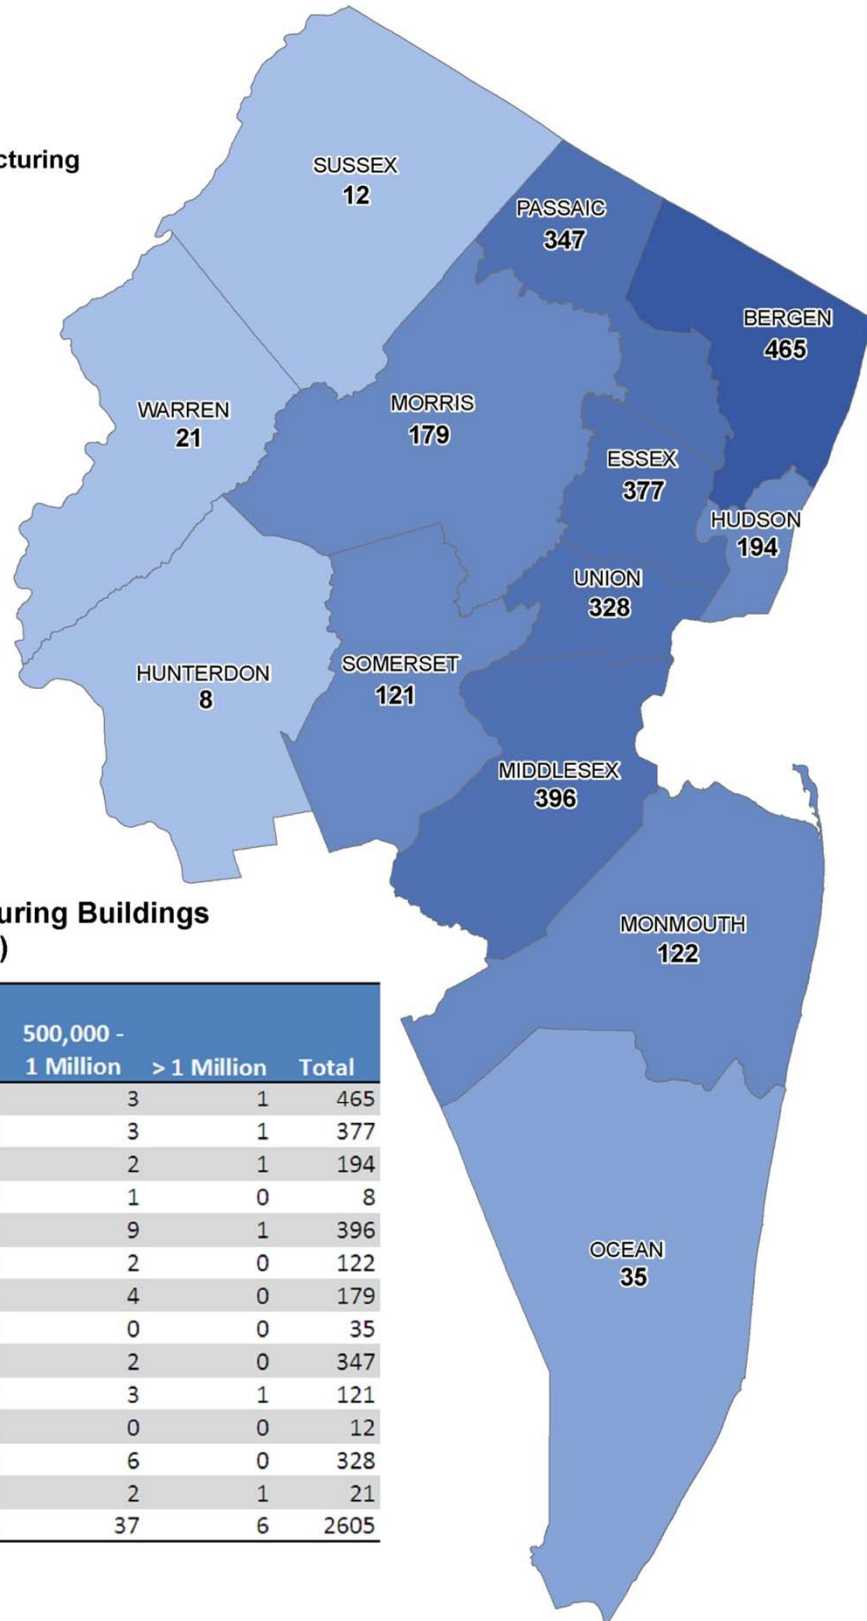 cturing
SUSSEX
12
PASSAIC
347
BERGEN
465
WARREN
21
MORRIS
179
ESSEX
377
HUDSON
194
UNION
328
HUNTERDON
8
SOMERSET
121
MIDDLESEX
396
MONMOUTH
122
OCEAN
35
uring Buildings
)
500,000 -
1 Million > 1 Million Total
3 1 465
3 1 377
2 1 194
1 0 8
9 1 396
2 0 122
4 0 179
0 0 35
2 0 347
3 1 121
0 0 12
6 0 328
2 1 21
37 6 2605